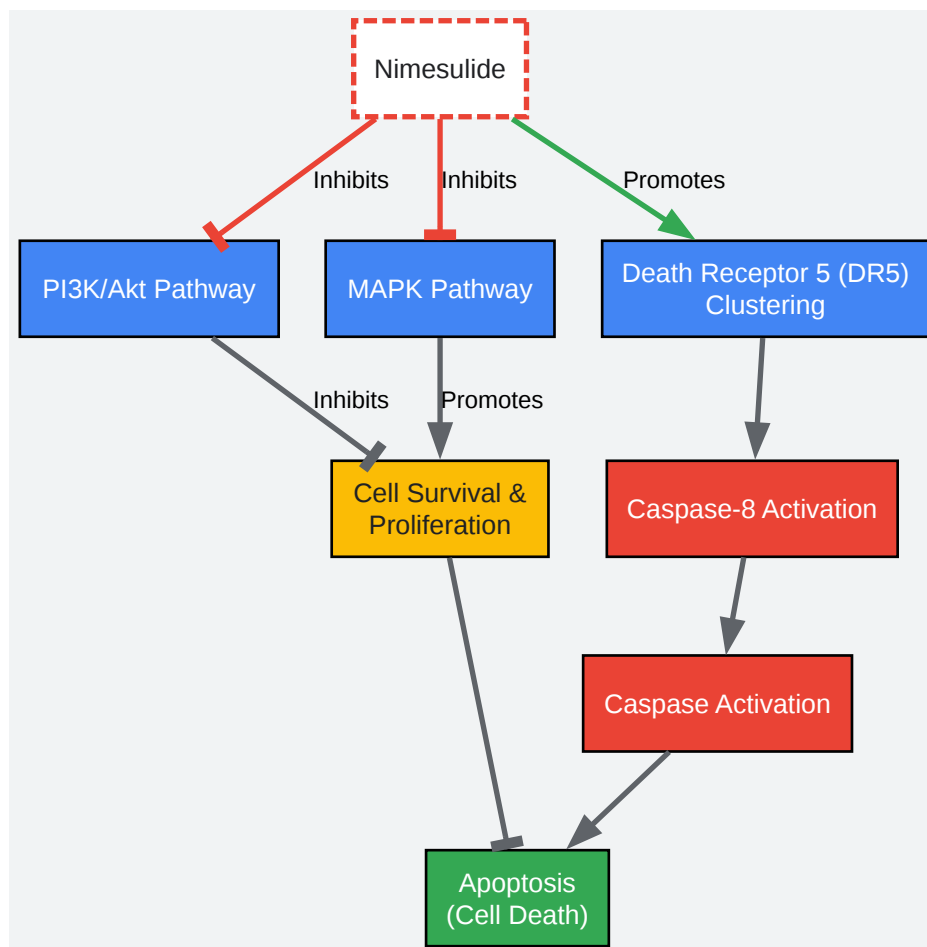 Nimesulide
Inhibits
Inhibits
Promotes
PI3K/Akt Pathway
MAPK Pathway
Death Receptor 5 (DR5)
Clustering
Inhibits
Promotes
Cell Survival &
Proliferation
Caspase-8 Activation
Caspase Activation
Apoptosis
(Cell Death)